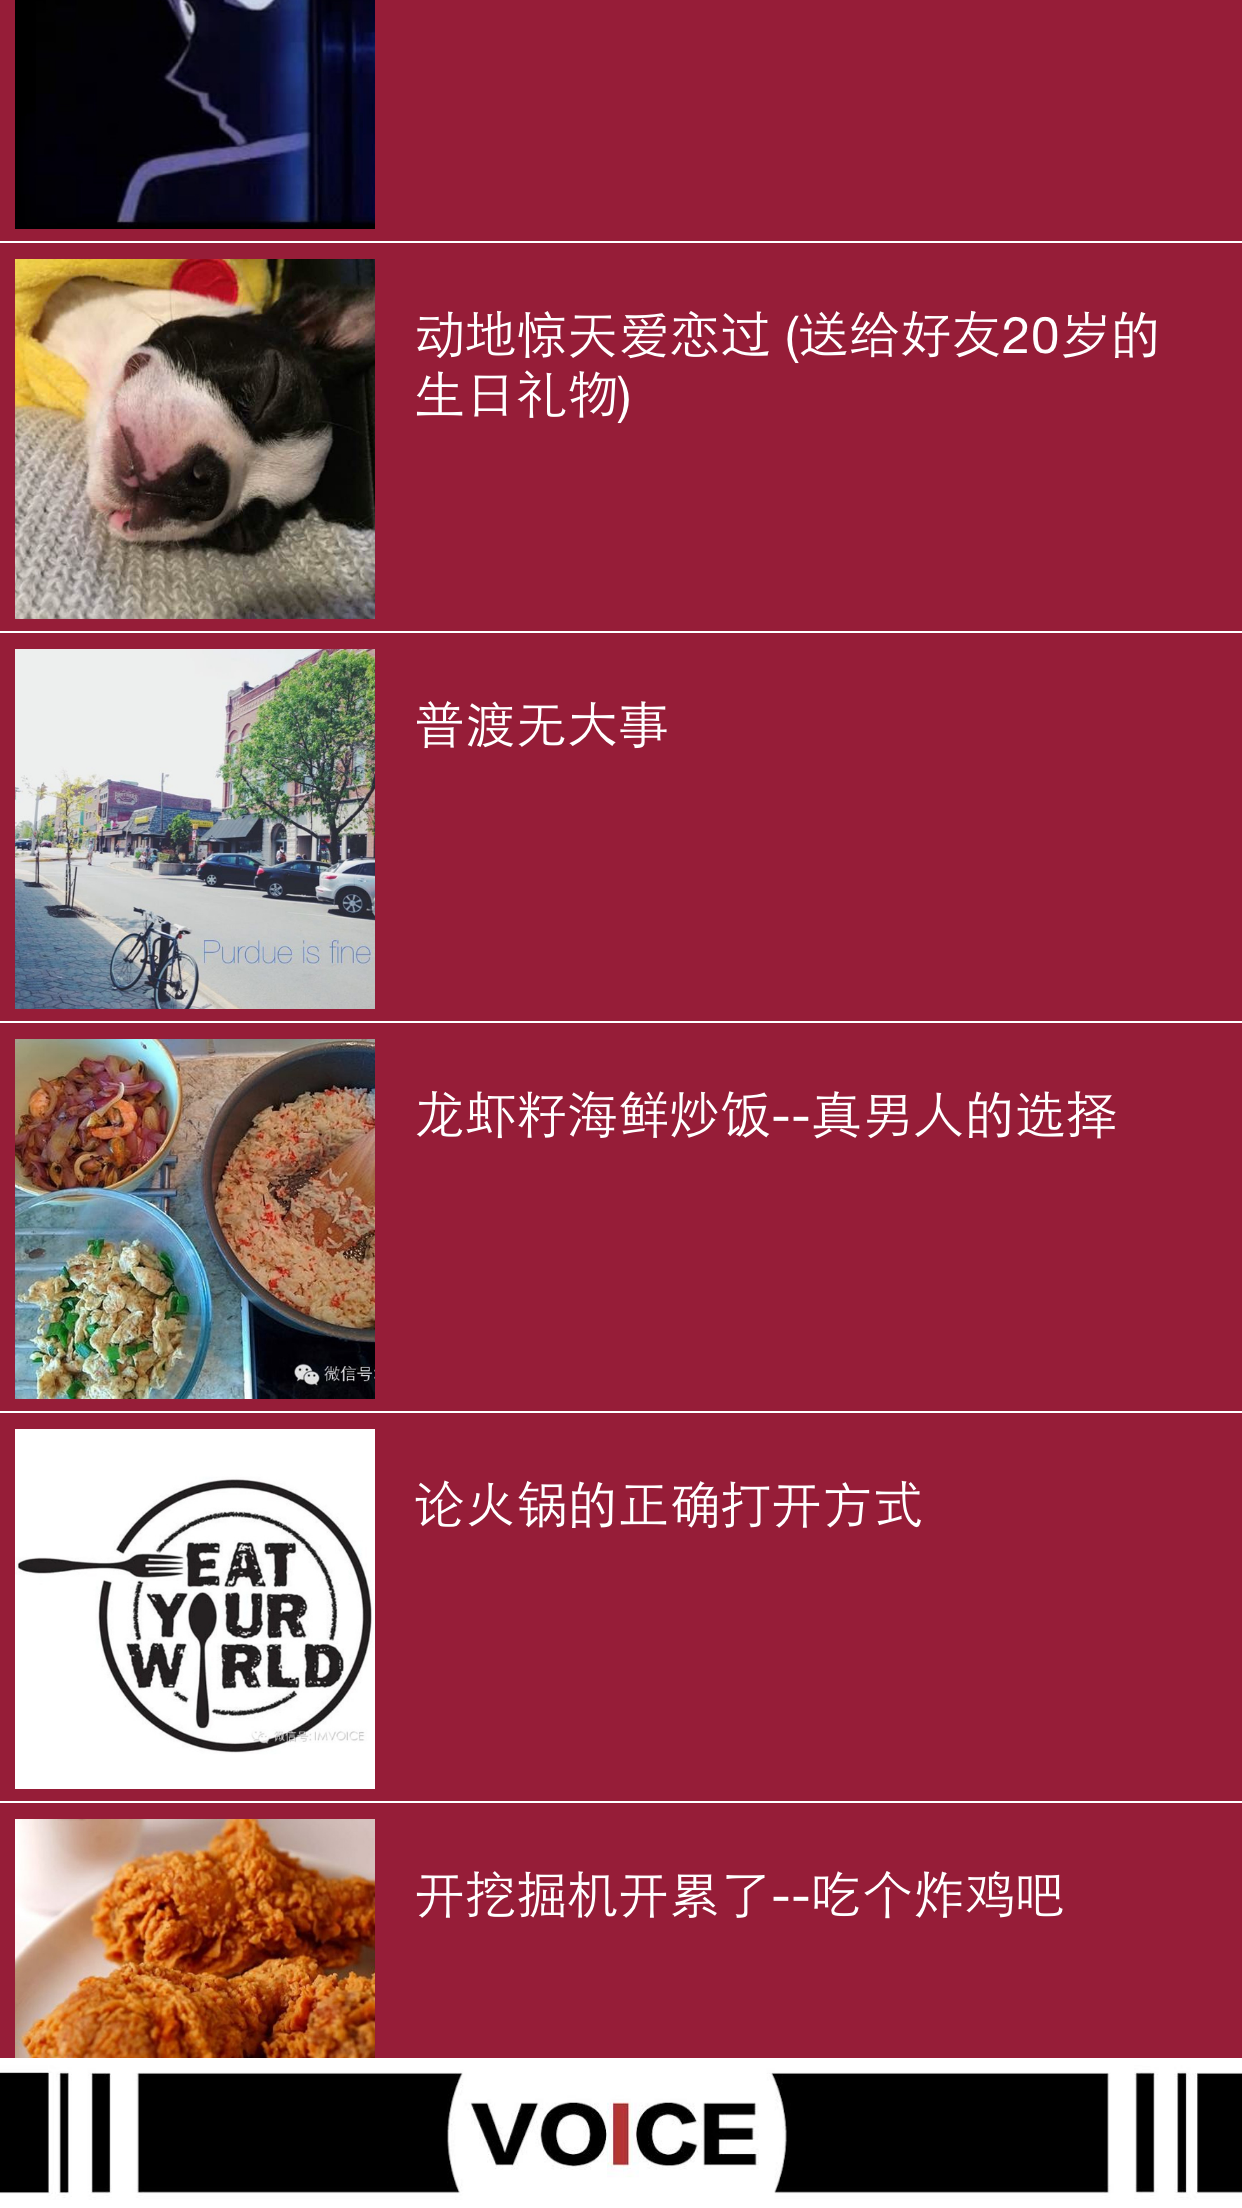 动地惊天爱恋过 (送给好友20岁的
生日礼物)
普渡无大事
Purdue is fine
龙虾籽海鲜炒饭--真男人的选择
微信号:
论火锅的正确打开方式
EAT
YOUR
WORLD
微信号: IMVOICE
开挖掘机开累了--吃个炸鸡吧
VOICE